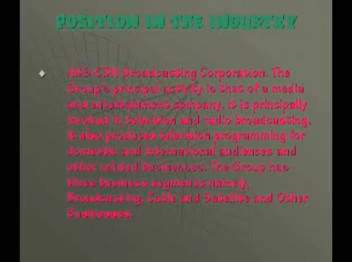 POSITION IN THE INDUSTRY
ABS-CBN Broadcasting Corporation. The
Group's principal activity is that of a media
and entertainment company. It is principally
involved in television and radio broadcasting.
It also produces television programming for
domestic and international audiences and
other related businesses. The Group has
three business segments namely,
Broadcasting, Cable and Satellite and Other
Businesses